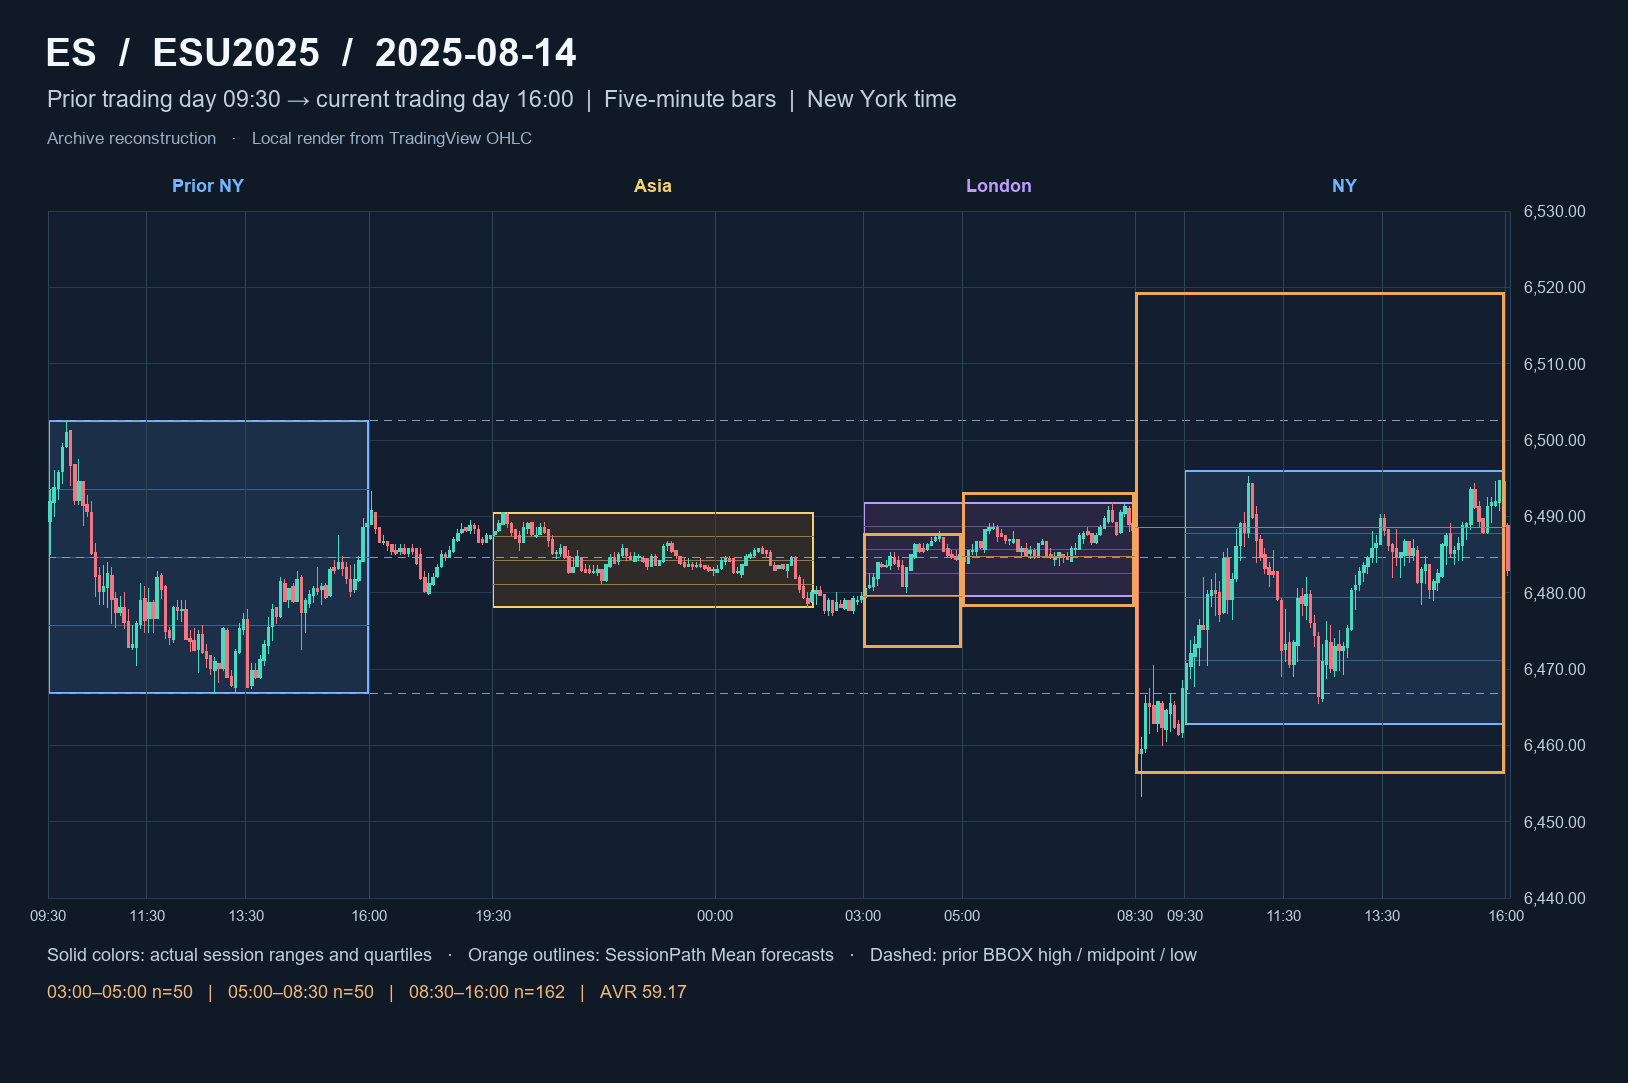 ES / ESU2025 / 2025-08-14
Prior trading day 09:30 → current trading day 16:00 | Five-minute bars | New York time
Archive reconstruction · Local render from TradingView OHLC
Prior NY Asia London NY
6,530.00
6,520.00
6,510.00
6,500.00
6,490.00
6,480.00
6,470.00
6,460.00
6,450.00
6,440.00
09:30 11:30 13:30 16:00 19:30 00:00 03:00 05:00 08:30 09:30 11:30 13:30 16:00
Solid colors: actual session ranges and quartiles · Orange outlines: SessionPath Mean forecasts · Dashed: prior BBOX high / midpoint / low
03:00–05:00 n=50 | 05:00–08:30 n=50 | 08:30–16:00 n=162 | AVR 59.17